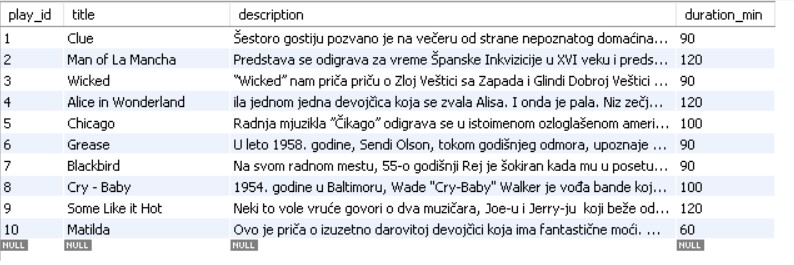 play_id title description duration_min
1 Clue Šestoro gostiju pozvano je na večeru od strane nepoznatog domaćina... 90
2 Man of La Mancha Predstava se odigrava za vreme Španske Inkvizicije u XVI veku i preds... 120
3 Wicked "Wicked" nam priča priču o Zloj Veštici sa Zapada i Glindi Dobroj Veštici ... 90
4 Alice in Wonderland ila jednom jedna devojčica koja se zvala Alisa. I onda je pala. Niz zečj... 120
5 Chicago Radnja mjuzikla "Čikago" odigrava se u istoimenom ozloglašenom ameri... 100
6 Grease U leto 1958. godine, Sendi Olson, tokom godišnjeg odmora, upoznaje ... 90
7 Blackbird Na svom radnom mestu, 55-o godišnji Rej je šokiran kada mu u posetu... 90
8 Cry - Baby 1954. godine u Baltimoru, Wade "Cry-Baby" Walker je vođa bande koj... 100
9 Some Like it Hot Neki to vole vruće govori o dva muzičara, Joe-u i Jerry-ju koji beže od... 120
10 Matilda Ovo je priča o izuzetno darovitoj devojčici koja ima fantastične moći. ... 60
NULL NULL NULL NULL